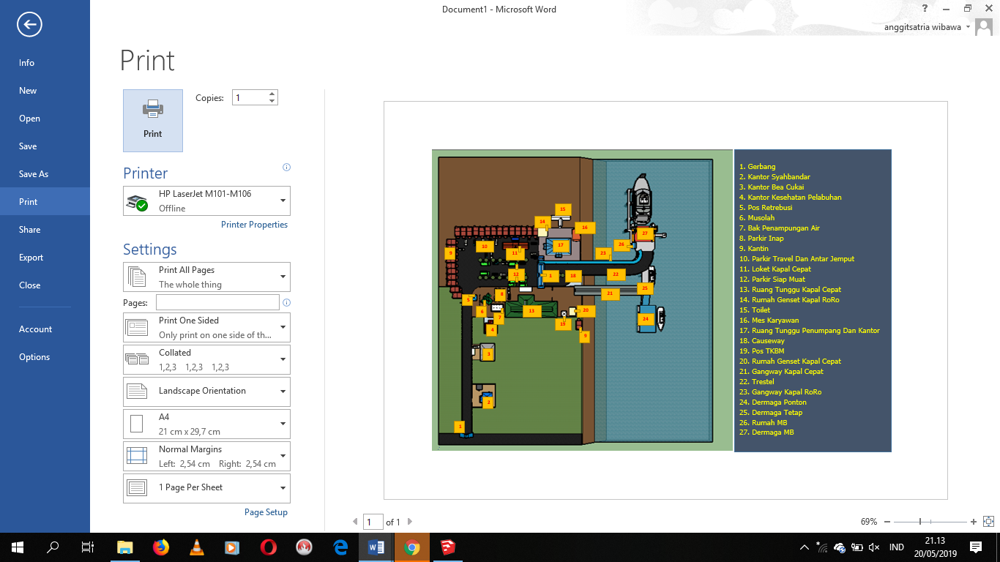 Document1 - Microsoft Word
?
anggitsatria wibawa
Info
New
Open
Save
Save As
Print
Share
Export
Close
Account
Options
Print
Print
Copies: 1
Printer
HP LaserJet M101-M106
Offline
Printer Properties
Settings
Print All Pages
The whole thing
Pages:
Print One Sided
Only print on one side of th...
Collated
1,2,3 1,2,3 1,2,3
Landscape Orientation
A4
21 cm x 29,7 cm
Normal Margins
Left: 2,54 cm Right: 2,54 cm
1 Page Per Sheet
Page Setup
15
14
16
27
26
17
10
9
11
23
12
1
18
22
25
21
8
5
6
13
20
24
7
19
4
9
3
2
1
1. Gerbang
2. Kantor Syahbandar
3. Kantor Bea Cukai
4. Kantor Kesehatan Pelabuhan
5. Pos Retrebusi
6. Musolah
7. Bak Penampungan Air
8. Parkir Inap
9. Kantin
10. Parkir Travel Dan Antar Jemput
11. Loket Kapal Cepat
12. Parkir Siap Muat
13. Ruang Tunggu Kapal Cepat
14. Rumah Genset Kapal RoRo
15. Toilet
16. Mes Karyawan
17. Ruang Tunggu Penumpang Dan Kantor
18. Causeway
19. Pos TKBM
20. Rumah Genset Kapal Cepat
21. Gangway Kapal Cepat
22. Trestel
23. Gangway Kapal RoRo
24. Dermaga Ponton
25. Dermaga Tetap
26. Rumah MB
27. Dermaga MB
1 of 1
69%
IND
21.13
20/05/2019